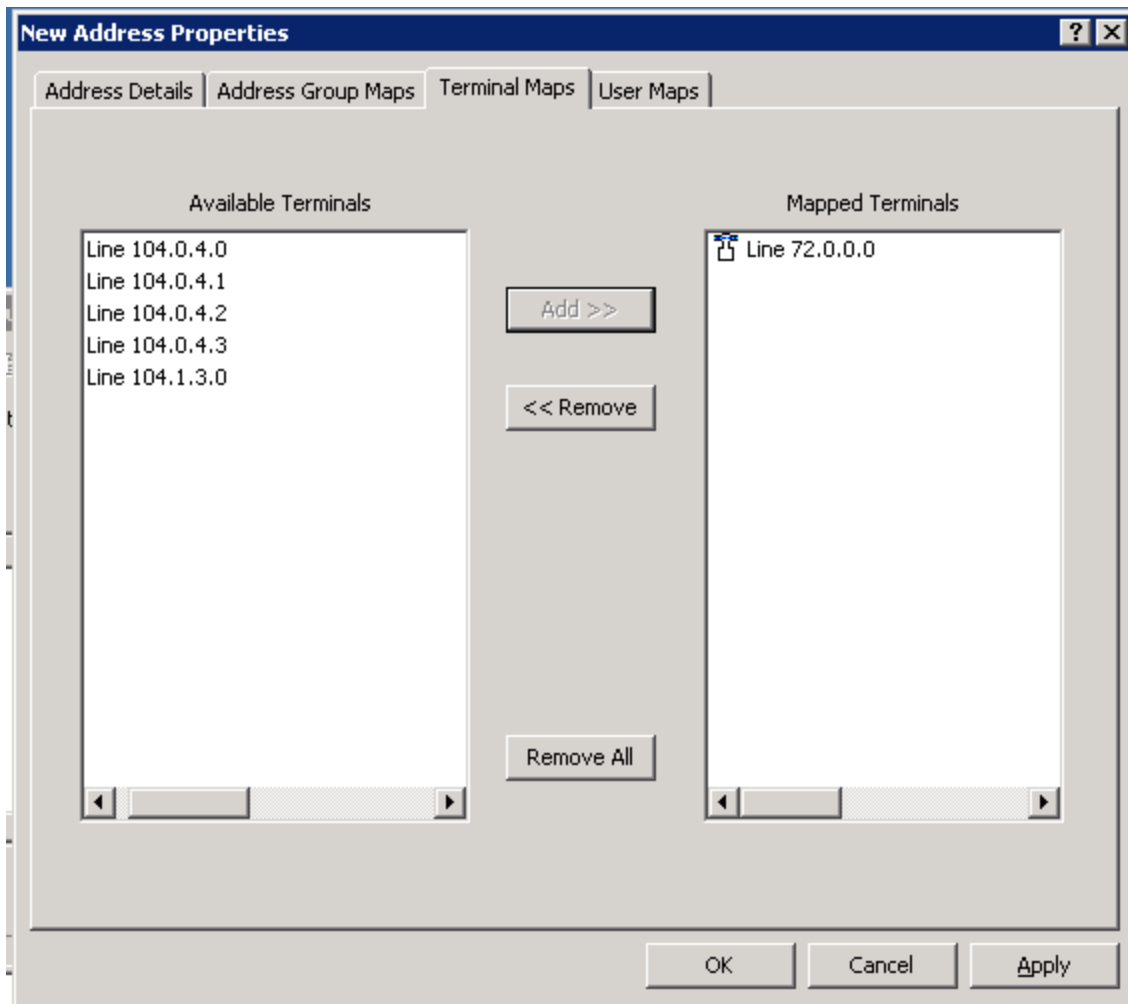 New Address Properties
Address Details
Address Group Maps
Terminal Maps
User Maps
Available Terminals
Line 104.0.4.0
Line 104.0.4.1
Line 104.0.4.2
Line 104.0.4.3
Line 104.1.3.0
Add >>
<< Remove
Remove All
Mapped Terminals
Line 72.0.0.0
OK
Cancel
Apply